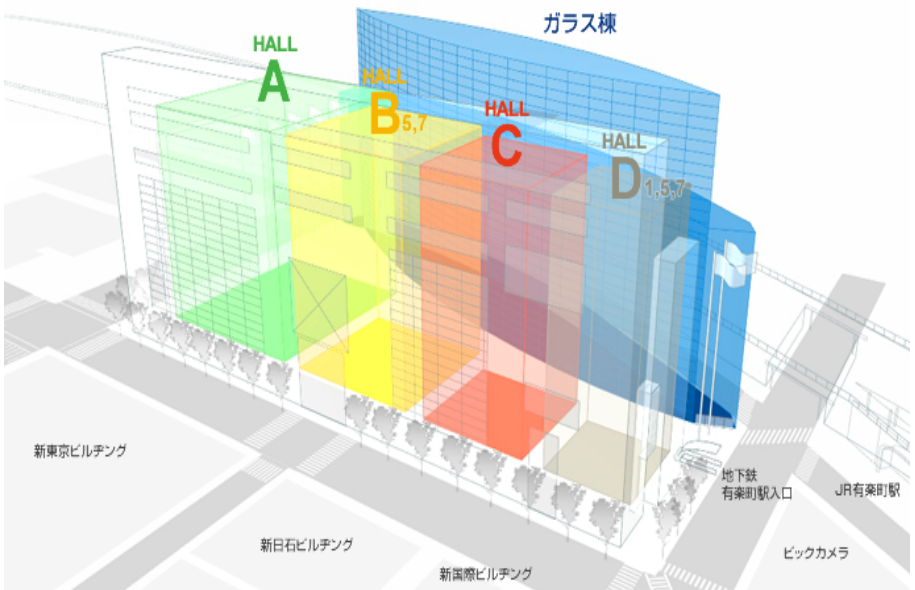 ガラス棟
HALL
A
HALL
B5,7
HALL
C
HALL
D1,5,7
新東京ビルヂング
新日石ビルヂング
新国際ビルヂング
地下鉄
有楽町駅入口
JR有楽町駅
ビックカメラ